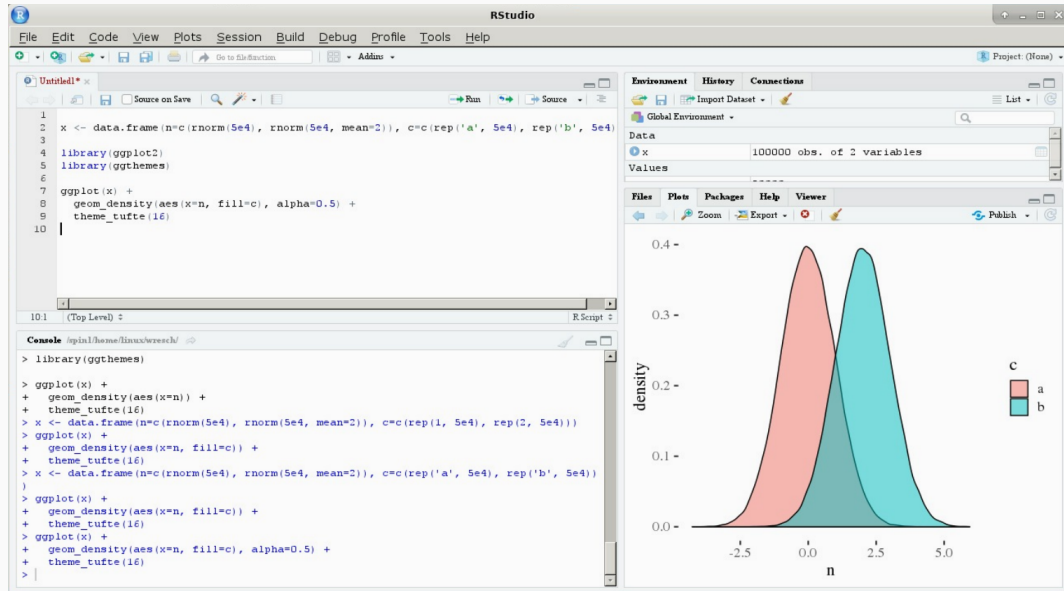 RStudio
File Edit Code View Plots Session Build Debug Profile Tools Help
Go to file/function Addins Project: (None)
Untitled1*
Source on Save Run Source
1
2 x <- data.frame(n=c(rnorm(5e4), rnorm(5e4, mean=2)), c=c(rep('a', 5e4), rep('b', 5e4)
3
4 library(ggplot2)
5 library(ggthemes)
6
7 ggplot(x) +
8 geom_density(aes(x=n, fill=c), alpha=0.5) +
9 theme_tufte(16)
10
10:1 (Top Level) R Script
Console /spin1/home/linux/wresch/
> library(ggthemes)
> ggplot(x) +
+ geom_density(aes(x=n)) +
+ theme_tufte(16)
> x <- data.frame(n=c(rnorm(5e4), rnorm(5e4, mean=2)), c=c(rep(1, 5e4), rep(2, 5e4)))
> ggplot(x) +
+ geom_density(aes(x=n, fill=c)) +
+ theme_tufte(16)
> x <- data.frame(n=c(rnorm(5e4), rnorm(5e4, mean=2)), c=c(rep('a', 5e4), rep('b', 5e4))
)
> ggplot(x) +
+ geom_density(aes(x=n, fill=c)) +
+ theme_tufte(16)
> ggplot(x) +
+ geom_density(aes(x=n, fill=c), alpha=0.5) +
+ theme_tufte(16)
>
Environment History Connections
Import Dataset List
Global Environment
Data
x 100000 obs. of 2 variables
Values
Files Plots Packages Help Viewer
Zoom Export Publish
0.4
0.3
0.2
0.1
0.0
density
-2.5 0.0 2.5 5.0
n
c
a
b